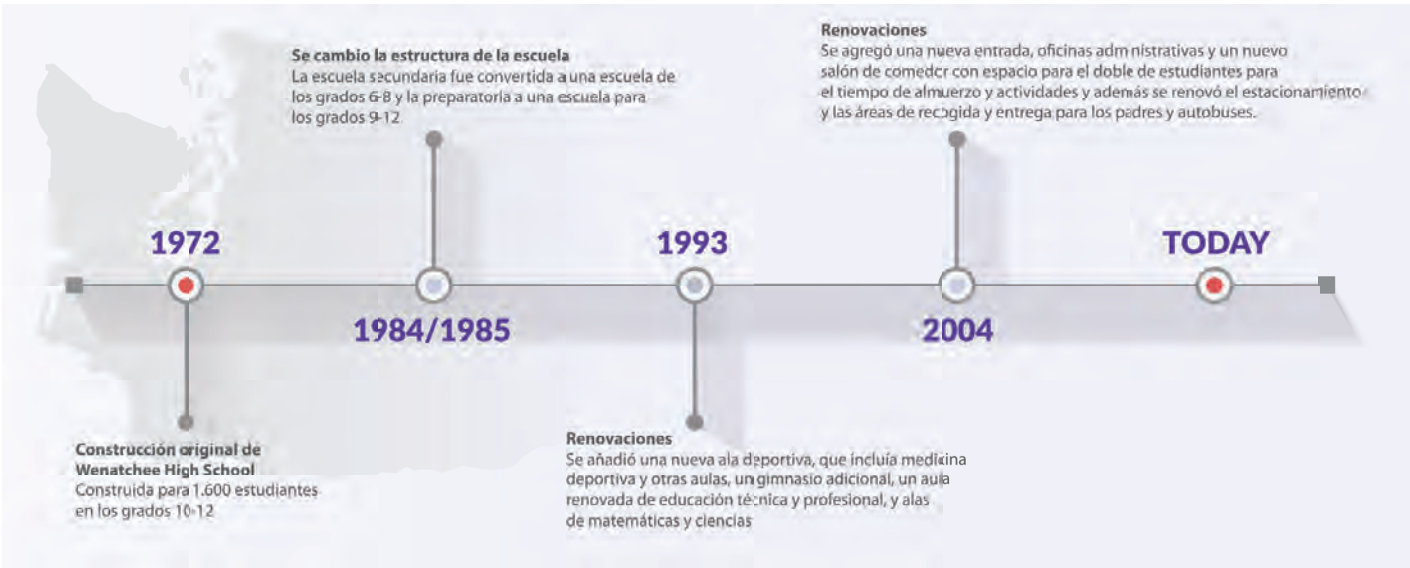 Renovaciones
Se agregó una nueva entrada, oficinas administrativas y un nuevo
salón de comedor con espacio para el doble de estudiantes para
el tiempo de almuerzo y actividades y además se renovó el estacionamiento
y las áreas de recogida y entrega para los padres y autobuses.
Se cambio la estructura de la escuela
La escuela secundaria fue convertida a una escuela de
los grados 6-8 y la preparatoria a una escuela para
los grados 9-12
1972
1993
TODAY
1984/1985
2004
Construcción original de
Wenatchee High School
Construida para 1.600 estudiantes
en los grados 10-12
Renovaciones
Se añadió una nueva ala deportiva, que incluía medicina
deportiva y otras aulas, un gimnasio adicional, un aula
renovada de educación técnica y profesional, y alas
de matemáticas y ciencias